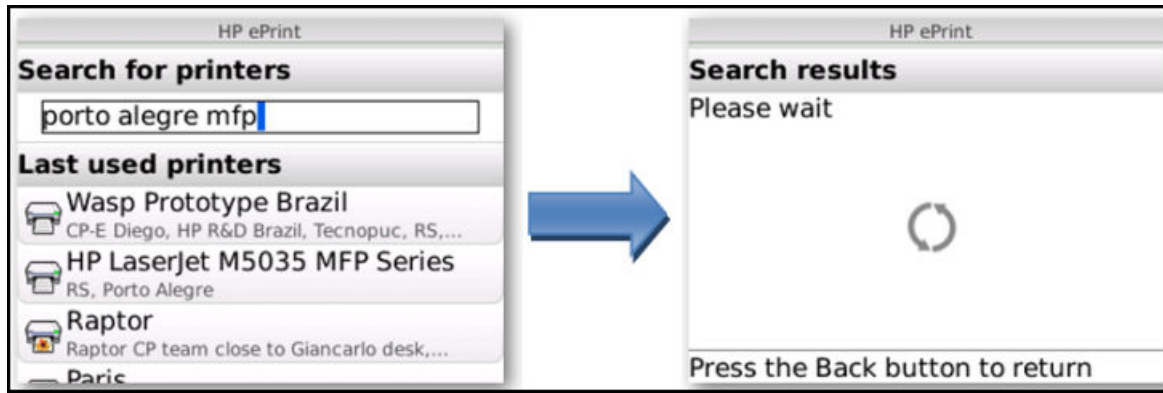 HP ePrint
Search for printers
porto alegre mfp
Last used printers
Wasp Prototype Brazil
CP-E Diego, HP R&D Brazil, Tecnopuc, RS,...
HP LaserJet M5035 MFP Series
RS, Porto Alegre
Raptor
Raptor CP team close to Giancarlo desk,...
Paris
HP ePrint
Search results
Please wait
Press the Back button to return